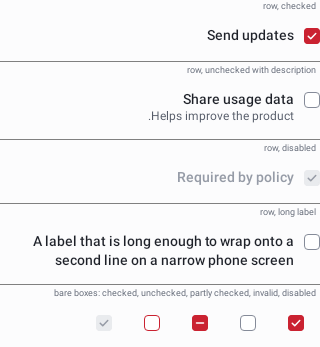 row, checked
Send updates
row, unchecked with description
Share usage data
.Helps improve the product
row, disabled
Required by policy
row, long label
A label that is long enough to wrap onto a
second line on a narrow phone screen
bare boxes: checked, unchecked, partly checked, invalid, disabled